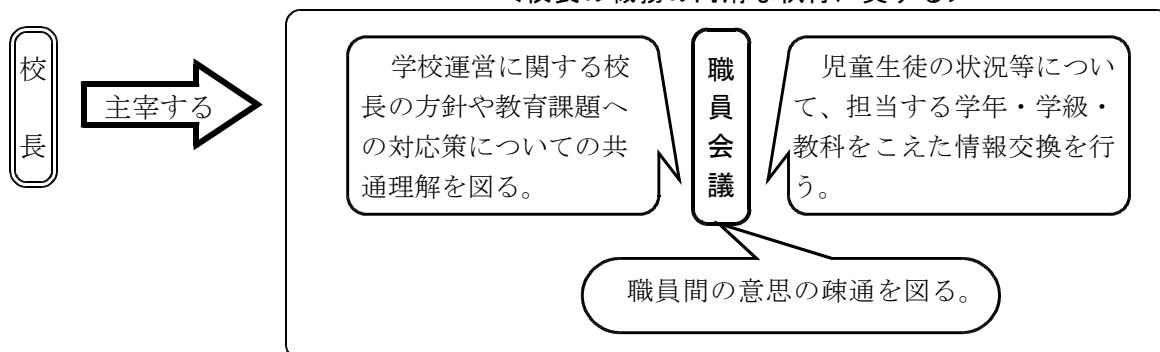 校長
主宰する
学校運営に関する校
長の方針や教育課題へ
の対応策についての共
通理解を図る。
職員会議
児童生徒の状況等につい
て、担当する学年・学級・
教科をこえた情報交換を行
う。
職員間の意思の疎通を図る。